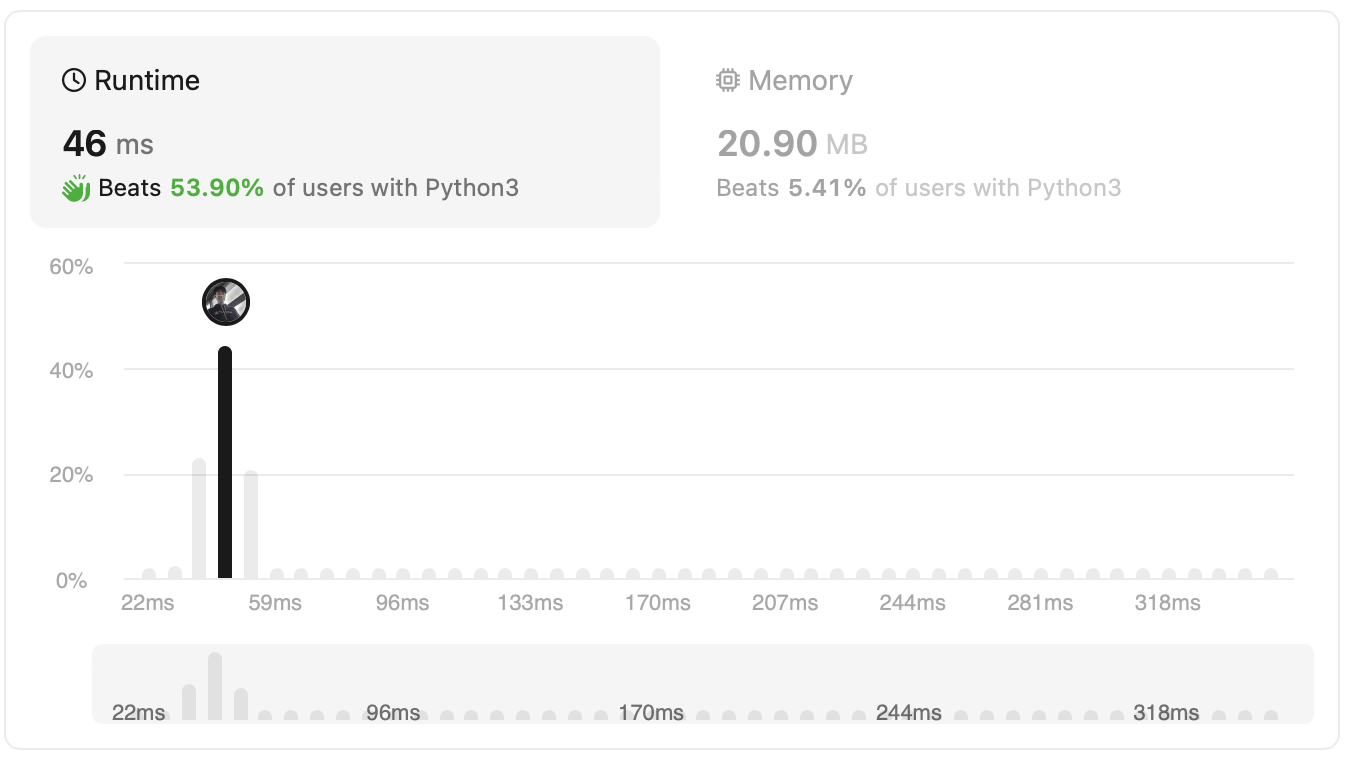 Runtime
46 ms
Beats 53.90% of users with Python3
Memory
20.90 MB
Beats 5.41% of users with Python3
60%
40%
20%
0%
22ms 59ms 96ms 133ms 170ms 207ms 244ms 281ms 318ms
22ms 96ms 170ms 244ms 318ms